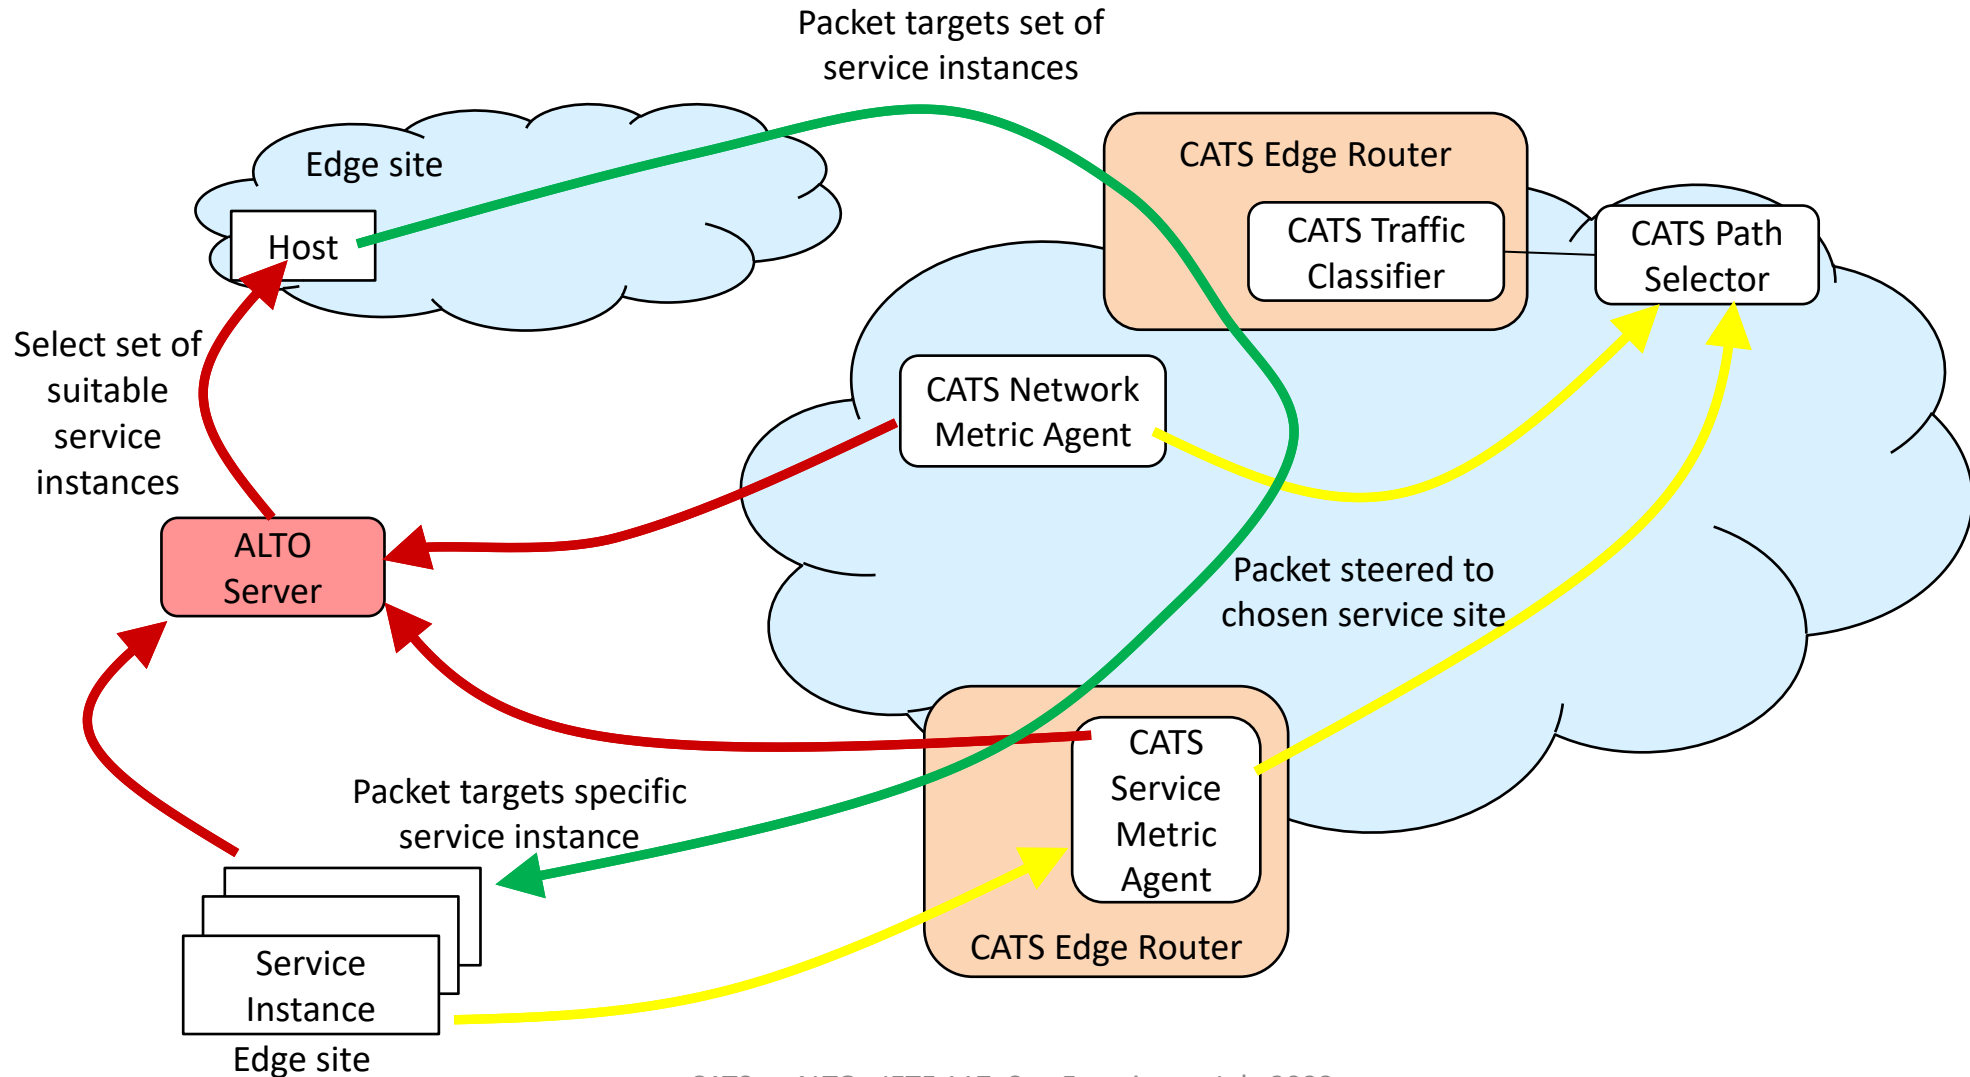 Packet targets set of
service instances
Edge site
Host
CATS Edge Router
CATS Traffic
Classifier
CATS Path
Selector
Select set of
suitable
service
instances
CATS Network
Metric Agent
ALTO
Server
Packet steered to
chosen service site
CATS
Service
Metric
Agent
CATS Edge Router
Packet targets specific
service instance
Service
Instance
Edge site